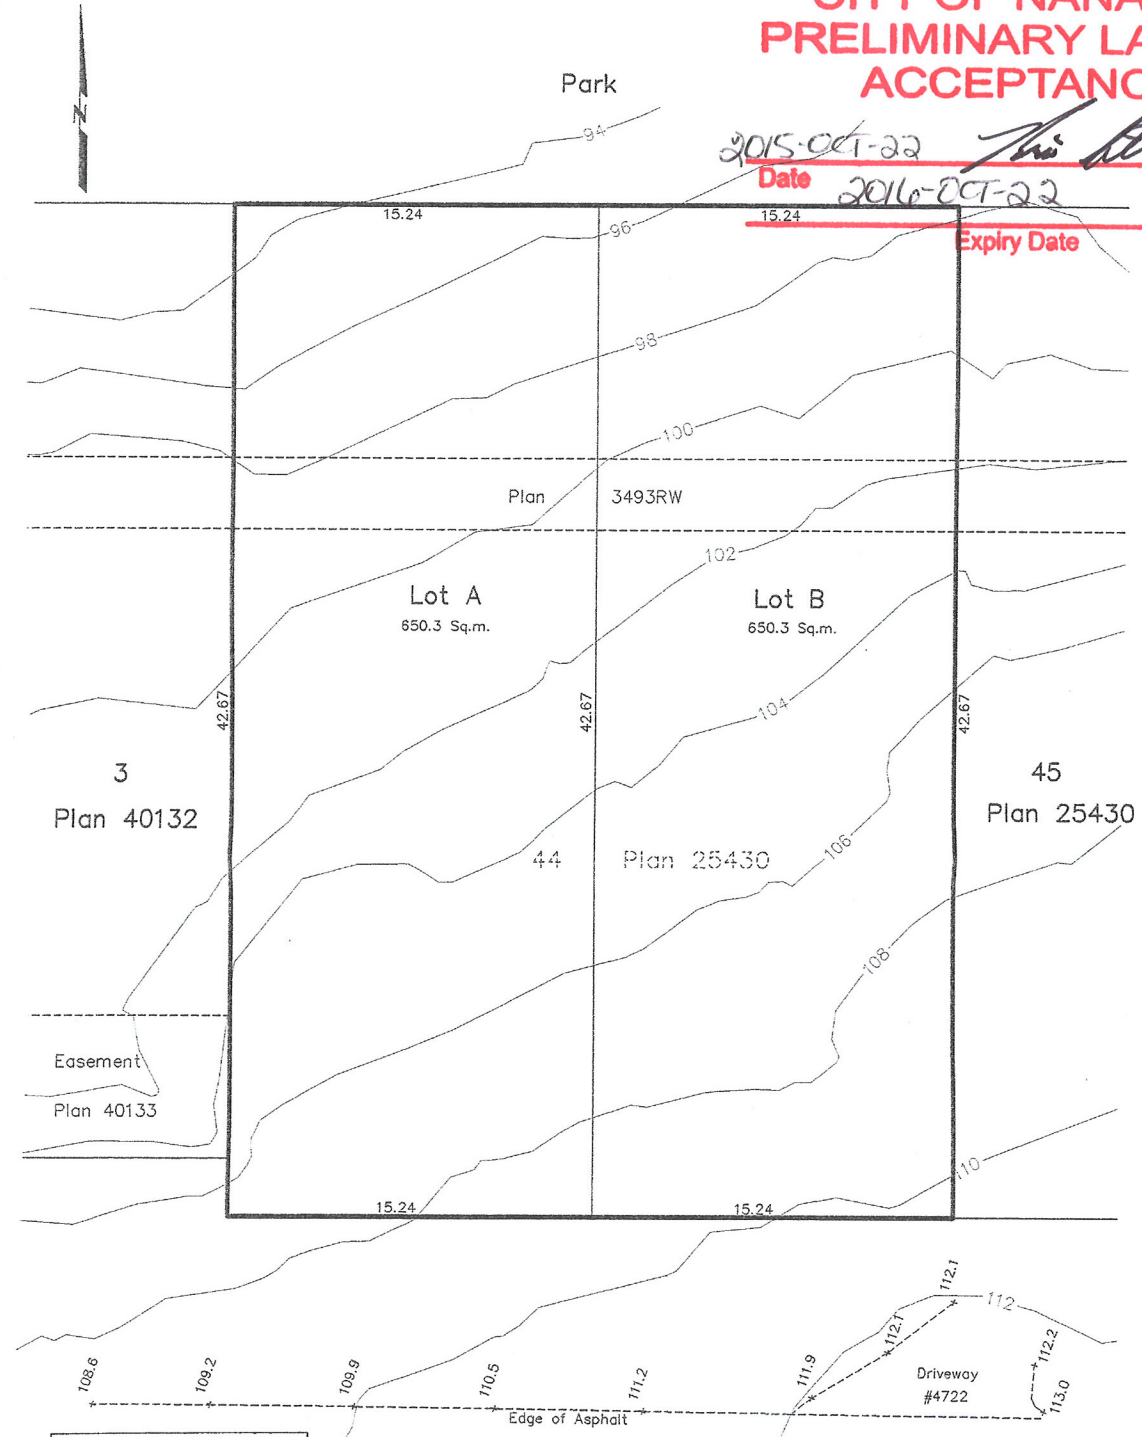 CITY OF NANA
PRELIMINARY LA
ACCEPTANC
N
Park
94
2015-OCT-22
Date
2016-OCT-22
Expiry Date
15.24
15.24
96
98
100
Plan 3493RW
102
Lot A
650.3 Sq.m.
Lot B
650.3 Sq.m.
42.67
42.67
42.67
104
3
Plan 40132
45
Plan 25430
106
44 Plan 25430
108
Easement
Plan 40133
110
15.24
15.24
112.1
112
112.1
108.6
109.2
109.9
110.5
111.2
111.9
112.2
113.0
Driveway
#4722
Edge of Asphalt